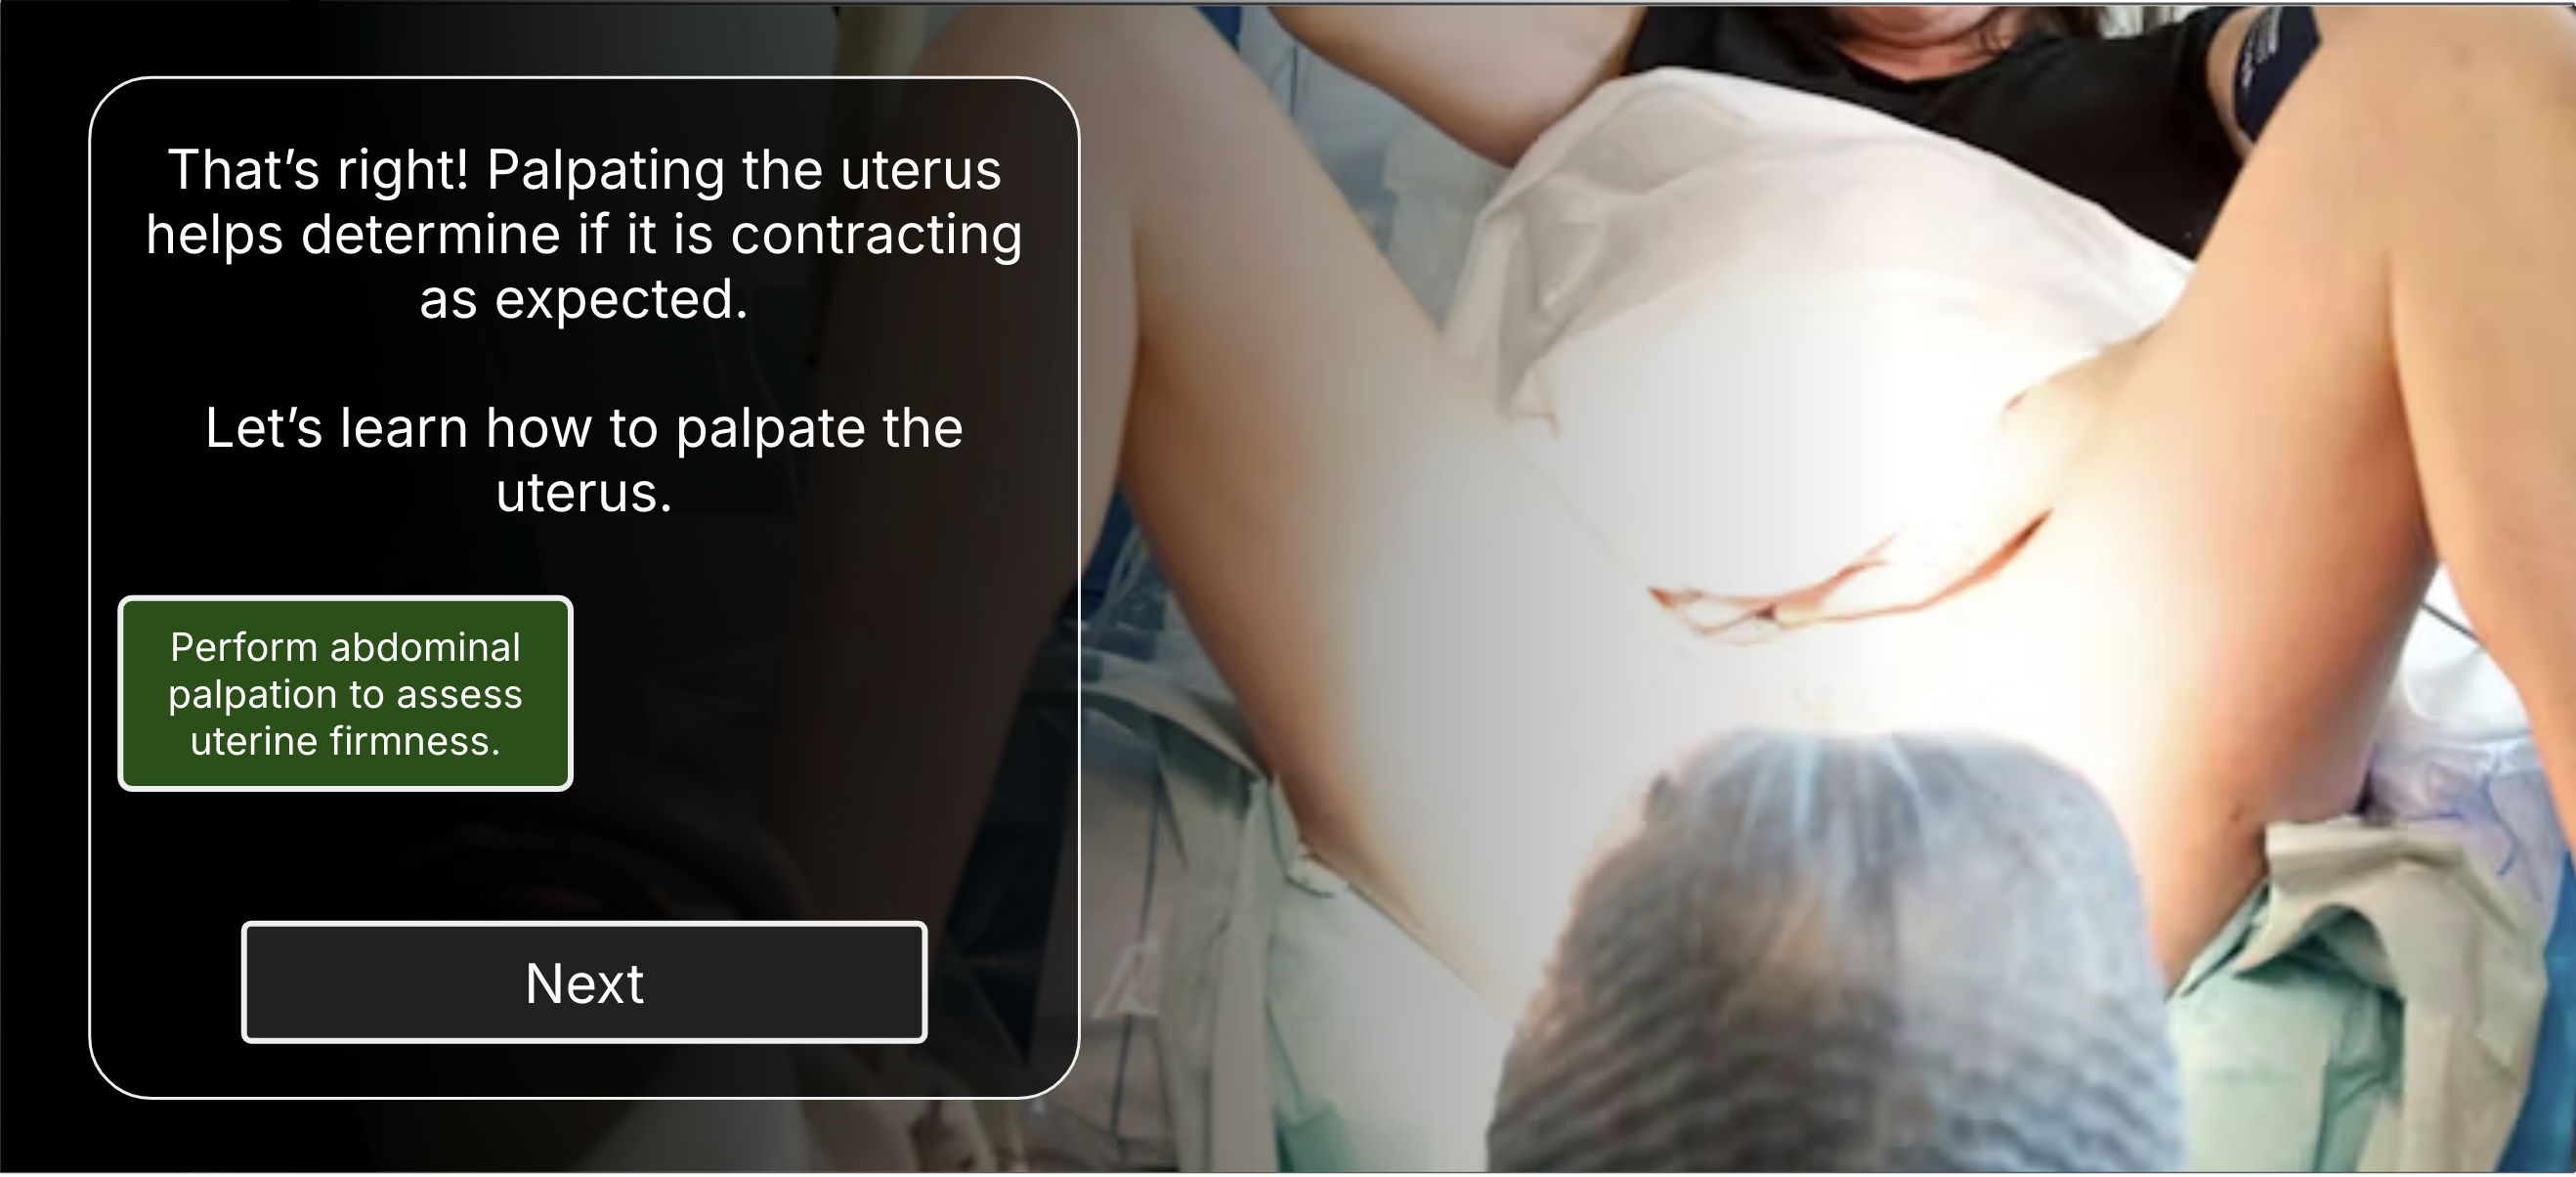 That’s right! Palpating the uterus
helps determine if it is contracting
as expected.
Let’s learn how to palpate the
uterus.
Perform abdominal
palpation to assess
uterine firmness.
Next